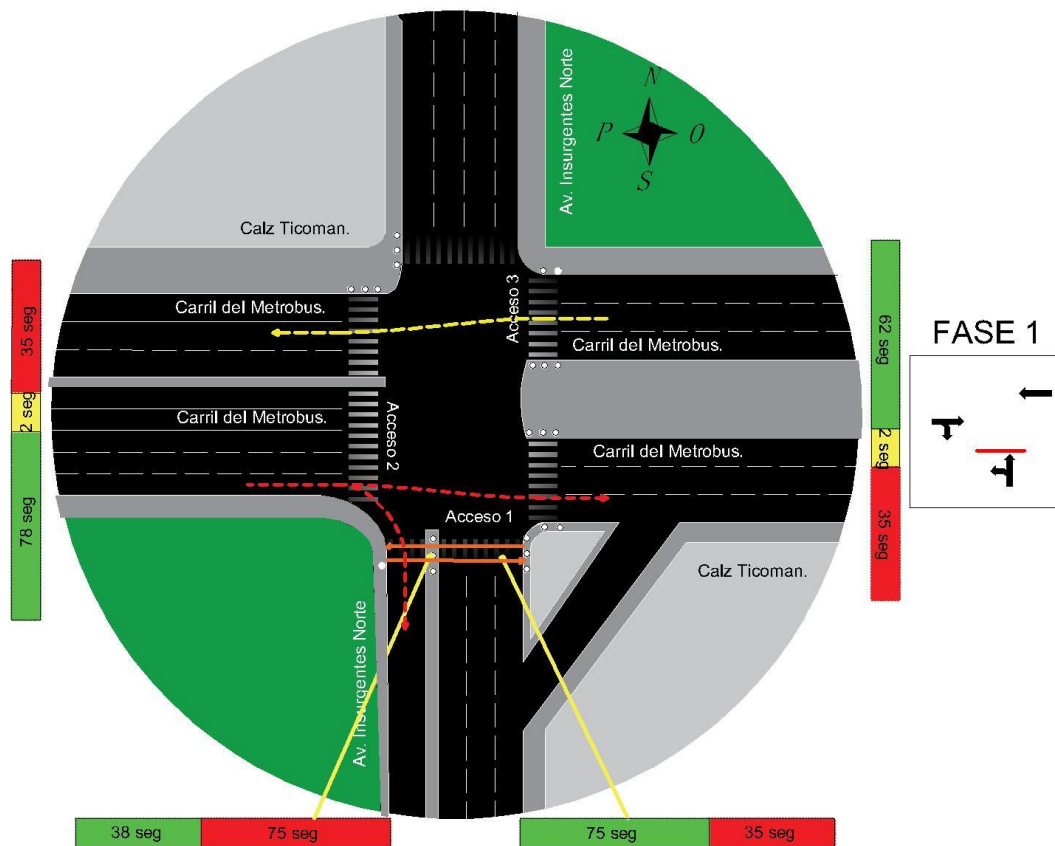 Av. Insurgentes Norte
N
P
O
S
Calz Ticoman.
Acceso 3
Carril del Metrobus.
Carril del Metrobus.
35 seg
2 seg
78 seg
62 seg
2 seg
35 seg
FASE 1
Carril del Metrobus.
Acceso 2
Carril del Metrobus.
Acceso 1
Calz Ticoman.
Av. Insurgentes Norte
38 seg
75 seg
75 seg
35 seg